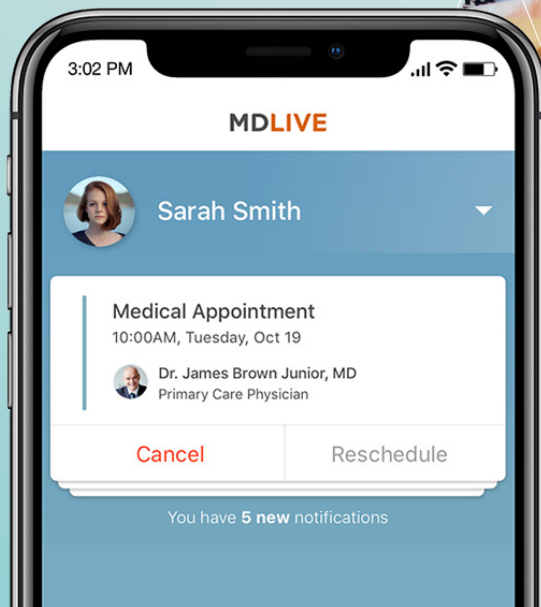 3:02 PM
MDLIVE
Sarah Smith
Medical Appointment
10:00AM, Tuesday, Oct 19
Dr. James Brown Junior, MD
Primary Care Physician
Cancel Reschedule
You have 5 new notifications